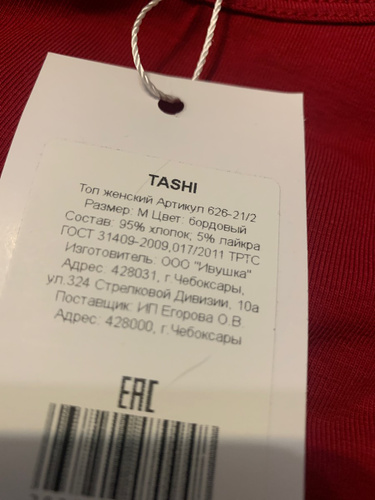 TASHI
Топ женский Артикул 626-21/2
Размер: М Цвет: бордовый
Состав: 95% хлопок; 5% лайкра
ГОСТ 31409-2009,017/2011 ТРТС
Изготовитель: ООО "Ивушка"
Адрес: 428031, г.Чебоксары,
ул.324 Стрелковой Дивизии, 10а
Поставщик: ИП Егорова О.В.
Адрес: 428000, г.Чебоксары
EAC